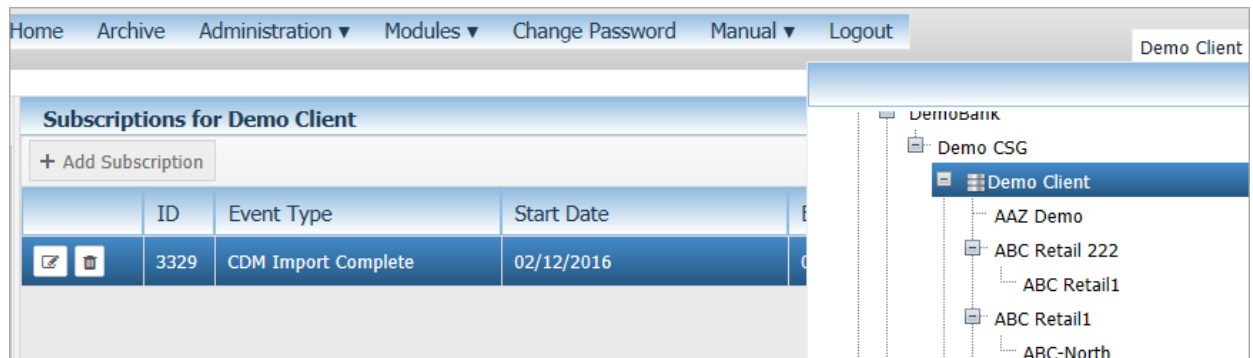 Home Archive Administration ▼ Modules ▼ Change Password Manual ▼ Logout
Demo Client
Subscriptions for Demo Client
+ Add Subscription
ID Event Type Start Date
3329 CDM Import Complete 02/12/2016
DemoBank
Demo CSG
Demo Client
AAZ Demo
ABC Retail 222
ABC Retail1
ABC Retail1
ABC-North